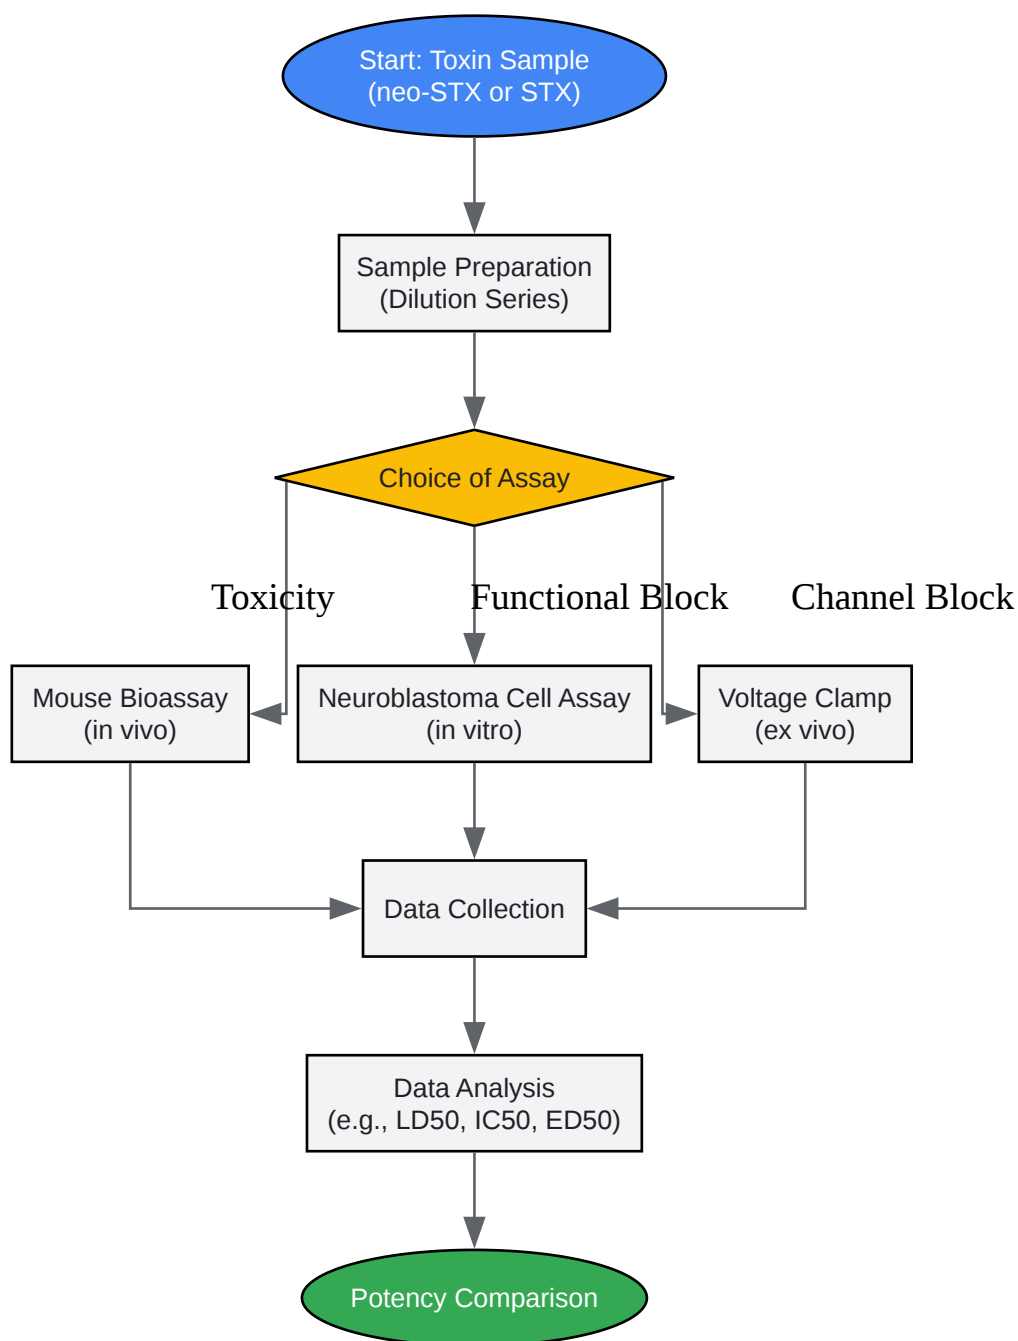 Start: Toxin Sample
(neo-STX or STX)
Sample Preparation
(Dilution Series)
Choice of Assay
Toxicity
Functional Block
Channel Block
Mouse Bioassay
(in vivo)
Neuroblastoma Cell Assay
(in vitro)
Voltage Clamp
(ex vivo)
Data Collection
Data Analysis
(e.g., LD50, IC50, ED50)
Potency Comparison